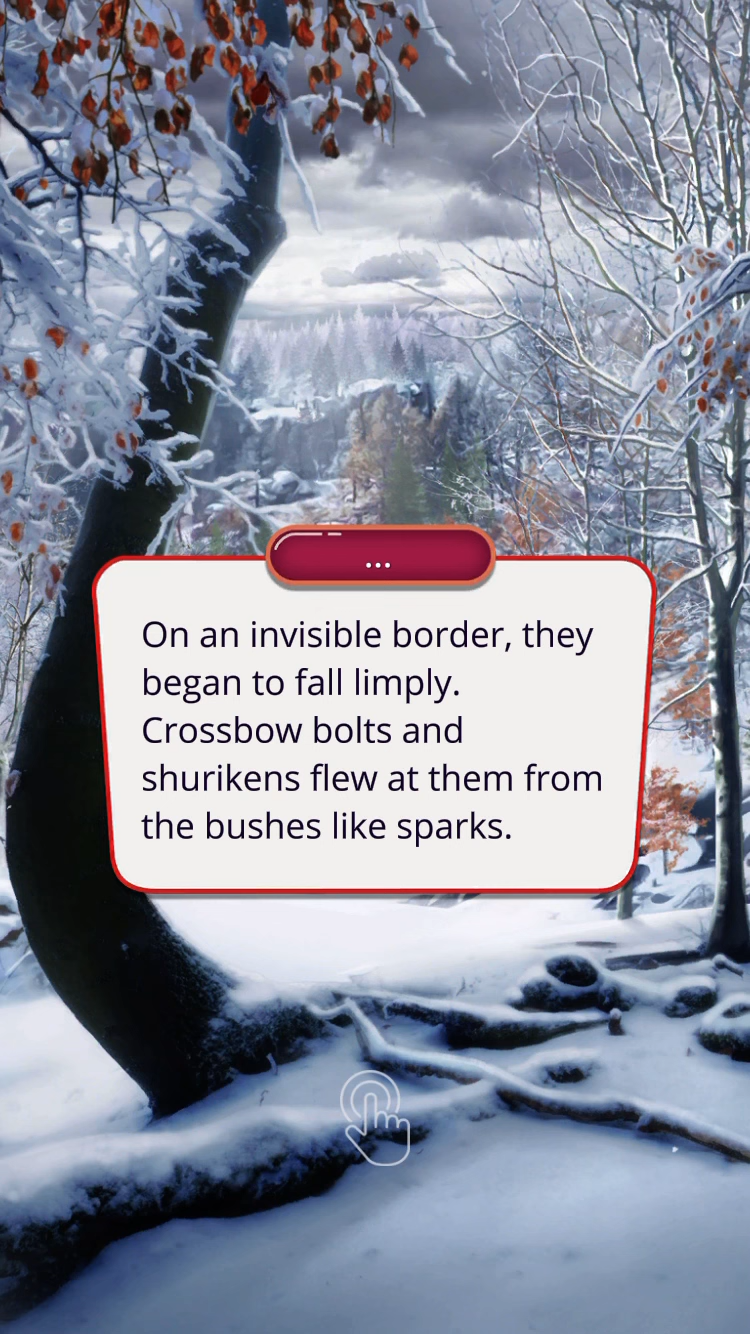 ...
On an invisible border, they
began to fall limply.
Crossbow bolts and
shurikens flew at them from
the bushes like sparks.